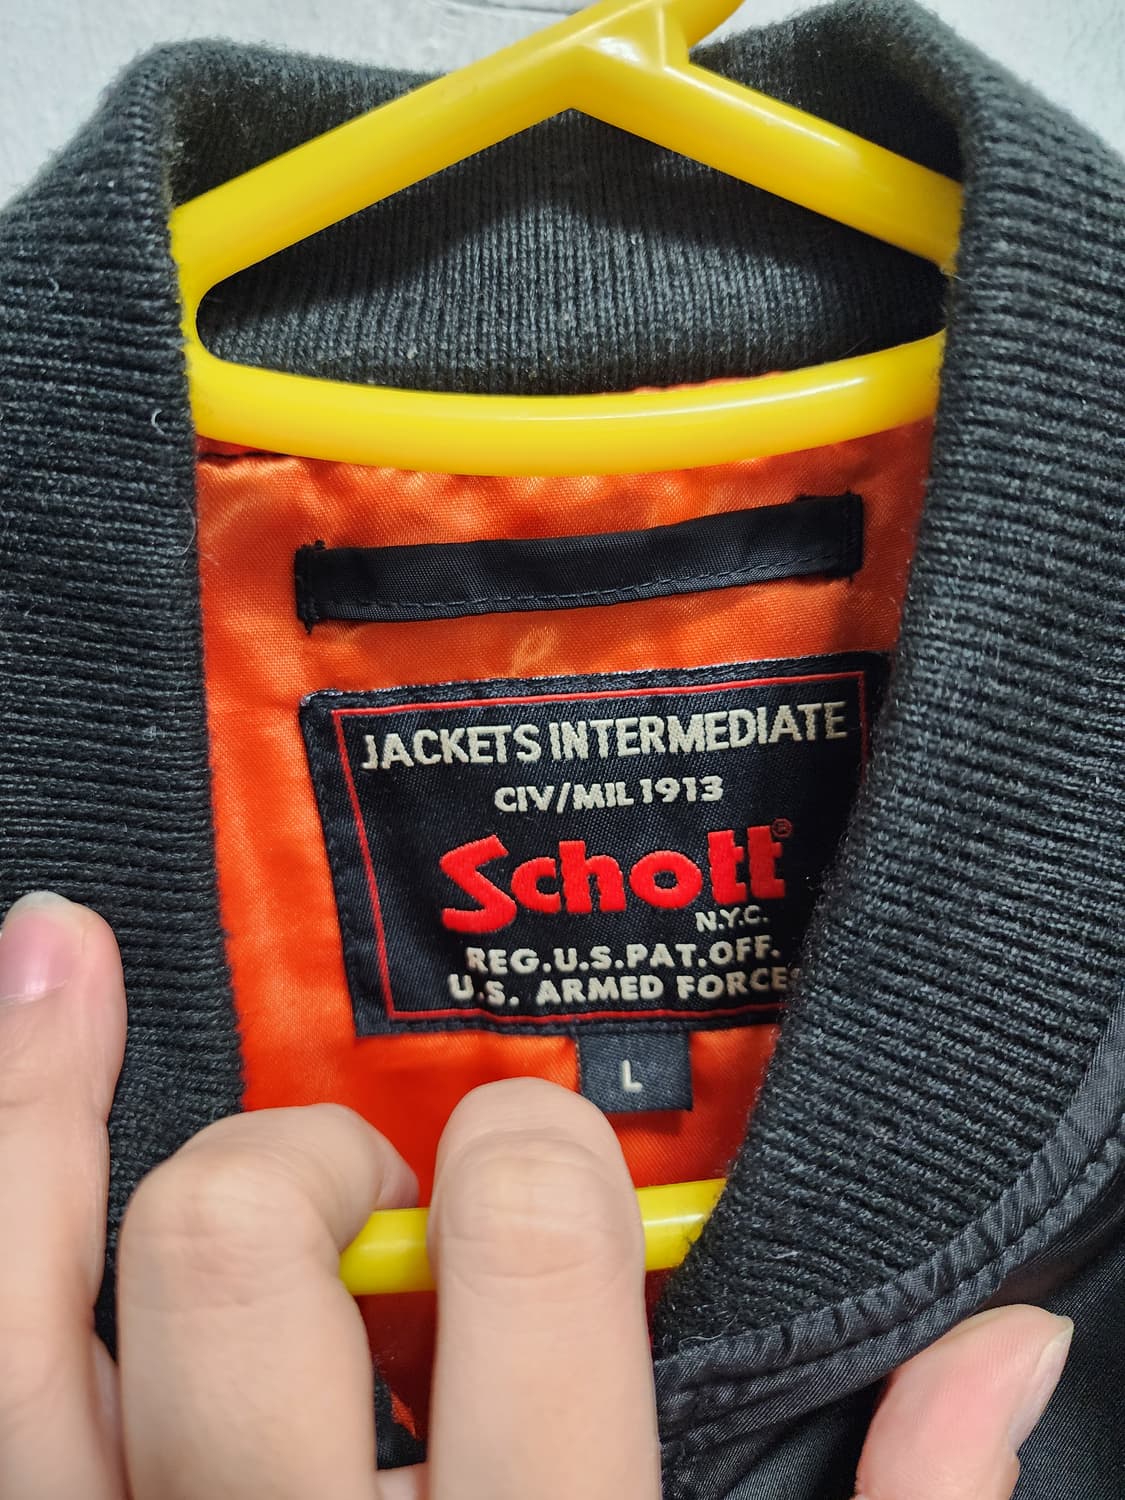 JACKETS INTERMEDIATE
CIV/MIL 1913
Schott®
N.Y.C.
REG.U.S.PAT.OFF.
U.S. ARMED FORCES
L